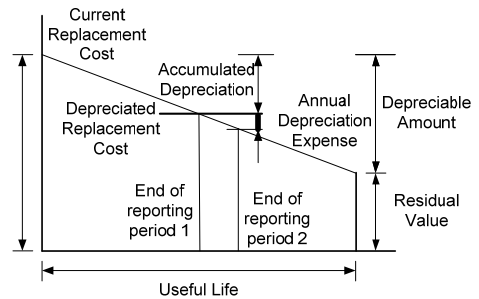 Current
Replacement
Cost
Accumulated
Depreciation
Depreciated
Replacement
Cost
Annual
Depreciation
Expense
Depreciable
Amount
End of
reporting
period 1
End of
reporting
period 2
Residual
Value
Useful Life